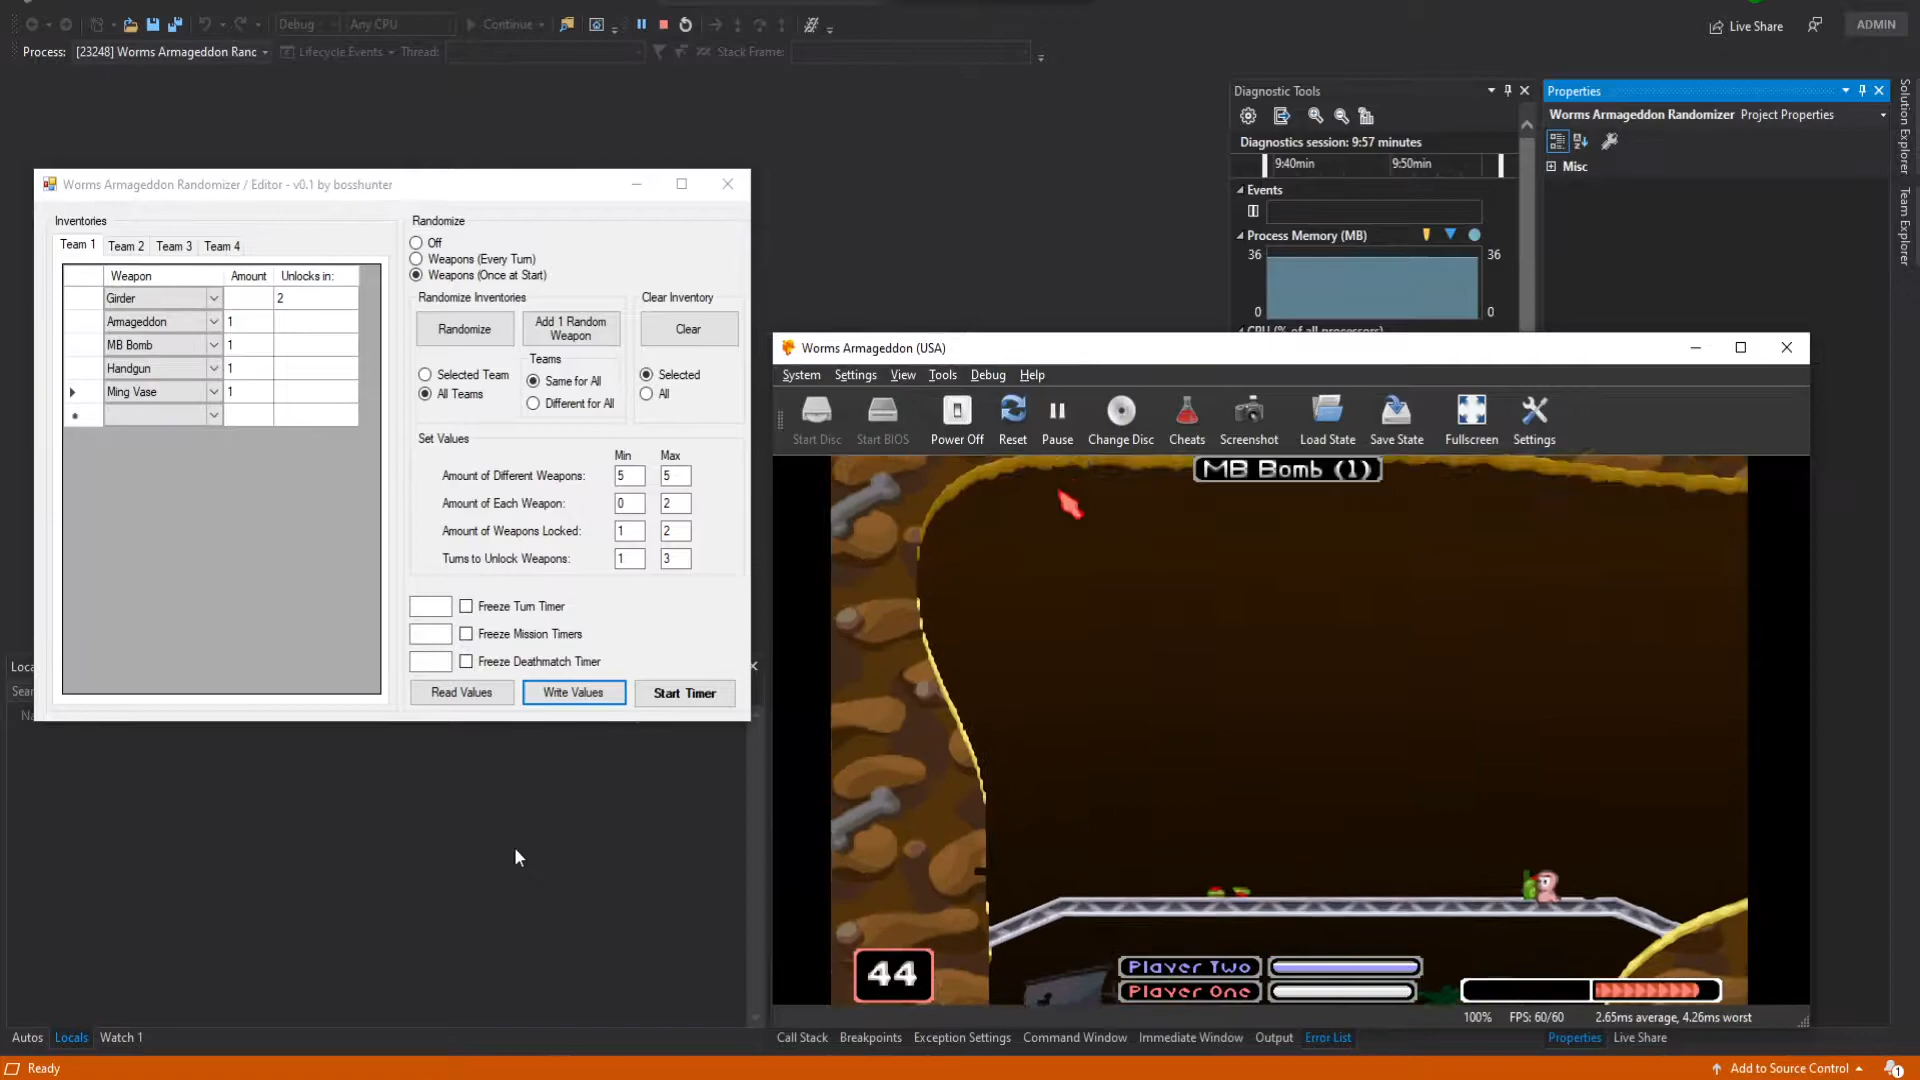 Debug
Any CPU
Continue
Live Share
ADMIN
Process: [23248] Worms Armageddon Ranc
Lifecycle Events
Thread:
Stack Frame:
Diagnostic Tools
Diagnostics session: 9:57 minutes
9:40min 9:50min
Events
Process Memory (MB)
36 36
0 0
CPU (% of all processors)
Properties
Worms Armageddon Randomizer Project Properties
Misc
Solution Explorer
Team Explorer
Worms Armageddon Randomizer / Editor - v0.1 by bosshunter
Inventories
Team 1 Team 2 Team 3 Team 4
Weapon Amount Unlocks in:
Girder 2
Armageddon 1
MB Bomb 1
Handgun 1
Ming Vase 1
Randomize
Off
Weapons (Every Turn)
Weapons (Once at Start)
Randomize Inventories
Randomize
Add 1 Random
Weapon
Selected Team
All Teams
Teams
Same for All
Different for All
Clear Inventory
Clear
Selected
All
Set Values
Min Max
Amount of Different Weapons: 5 5
Amount of Each Weapon: 0 2
Amount of Weapons Locked: 1 2
Turns to Unlock Weapons: 1 3
Freeze Turn Timer
Freeze Mission Timers
Freeze Deathmatch Timer
Read Values
Write Values
Start Timer
Worms Armageddon (USA)
System Settings View Tools Debug Help
Start Disc
Start BIOS
Power Off
Reset
Pause
Change Disc
Cheats
Screenshot
Load State
Save State
Fullscreen
Settings
MB Bomb (1)
44
Player Two
Player One
100% FPS: 60/60 2.65ms average, 4.26ms worst
Loca
Sear
Na
Autos Locals Watch 1
Call Stack Breakpoints Exception Settings Command Window Immediate Window Output Error List
Properties Live Share
Ready
Add to Source Control
1